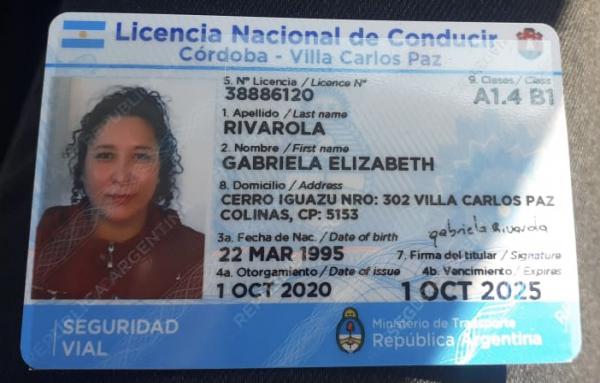 Licencia Nacional de Conducir
Córdoba - Villa Carlos Paz
5. Nº Licencia / Licence Nº
9. Clases / Class
38886120
A1.4 B1
1. Apellido / Last name
RIVAROLA
2. Nombre / First name
GABRIELA ELIZABETH
8. Domicilio / Address
CERRO IGUAZU NRO: 302 VILLA CARLOS PAZ
COLINAS, CP: 5153
gabriela Rivarola
3a. Fecha de Nac. / Date of birth
22 MAR 1995
7. Firma del titular / Signature
4a. Otorgamiento / Date of issue
4b. Vencimiento / Expires
1 OCT 2020
1 OCT 2025
SEGURIDAD
VIAL
Ministerio de Transporte
República Argentina